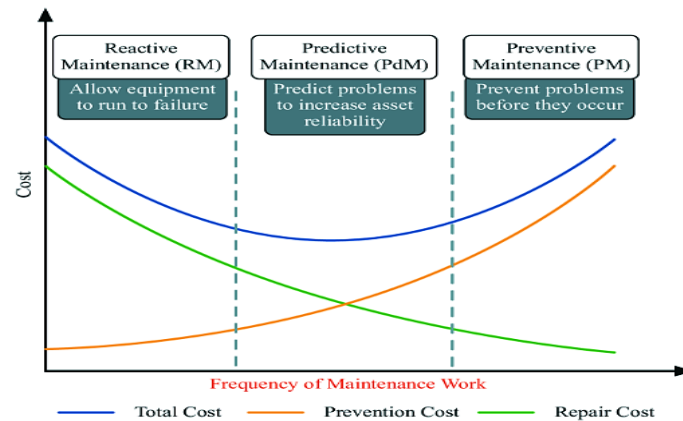 Reactive
Maintenance (RM)
Allow equipment
to run to failure
Predictive
Maintenance (PdM)
Predict problems
to increase asset
reliability
Preventive
Maintenance (PM)
Prevent problems
before they occur
Cost
Frequency of Maintenance Work
Total Cost
Prevention Cost
Repair Cost